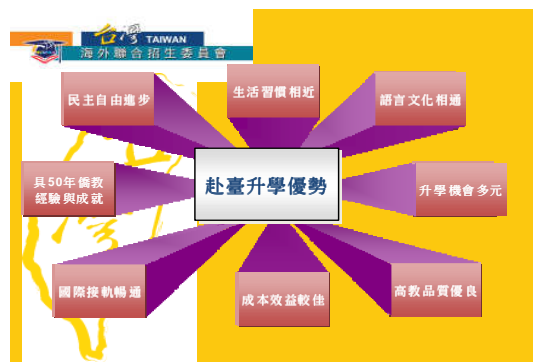 台灣 TAIWAN
海外聯合招生委員會
民主自由進步
生活習慣相近
語言文化相通
具50年僑教
經驗與成就
赴臺升學優勢
升學機會多元
國際接軌暢通
成本效益較佳
高教品質優良